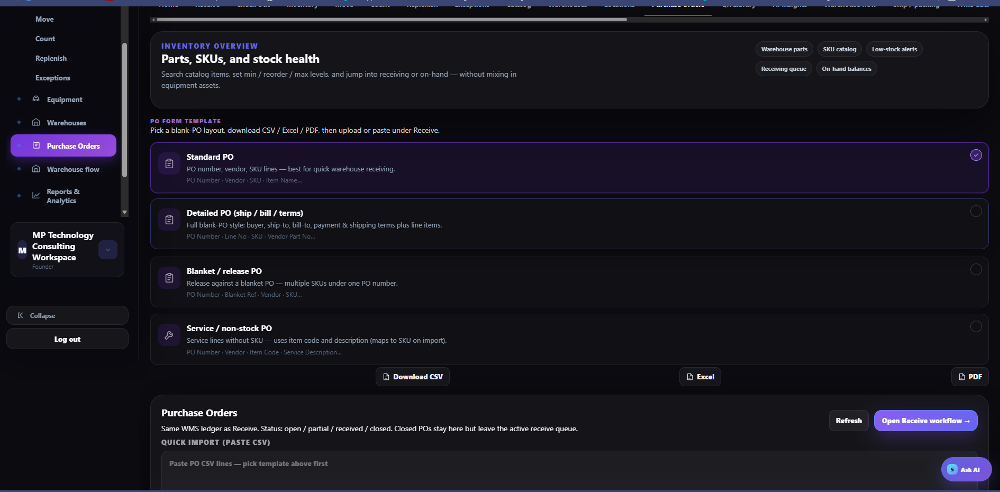 Move
Count
Replenish
Exceptions
Equipment
Warehouses
Purchase Orders
Warehouse flow
Reports &
Analytics
M
MP Technology
Consulting
Workspace
Founder
Collapse
Log out
INVENTORY OVERVIEW
Parts, SKUs, and stock health
Search catalog items, set min / reorder / max levels, and jump into receiving or on-hand — without mixing in
equipment assets.
Warehouse parts
SKU catalog
Low-stock alerts
Receiving queue
On-hand balances
PO FORM TEMPLATE
Pick a blank-PO layout, download CSV / Excel / PDF, then upload or paste under Receive.
Standard PO
PO number, vendor, SKU lines — best for quick warehouse receiving.
PO Number · Vendor · SKU · Item Name...
Detailed PO (ship / bill / terms)
Full blank-PO style: buyer, ship-to, bill-to, payment & shipping terms plus line items.
PO Number · Line No · SKU · Vendor Part No...
Blanket / release PO
Release against a blanket PO — multiple SKUs under one PO number.
PO Number · Blanket Ref · Vendor · SKU...
Service / non-stock PO
Service lines without SKU — uses item code and description (maps to SKU on import).
PO Number · Vendor · Item Code · Service Description...
Download CSV
Excel
PDF
Purchase Orders
Same WMS ledger as Receive. Status: open / partial / received / closed. Closed POs stay here but leave the active receive queue.
Refresh
Open Receive workflow →
QUICK IMPORT (PASTE CSV)
Paste PO CSV lines — pick template above first
S Ask AI